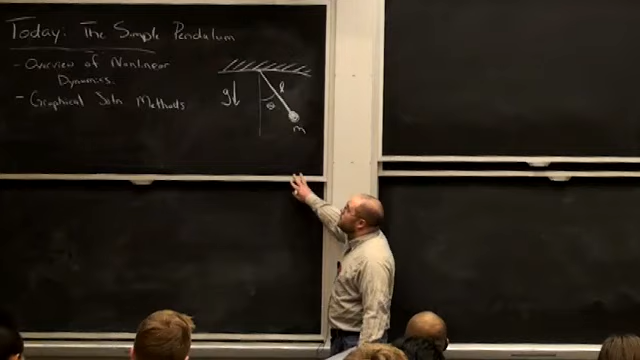 Today: The Simple Pendulum
- Overview of Nonlinear
Dynamics.
- Graphical Soln Methods
g
l
θ
m